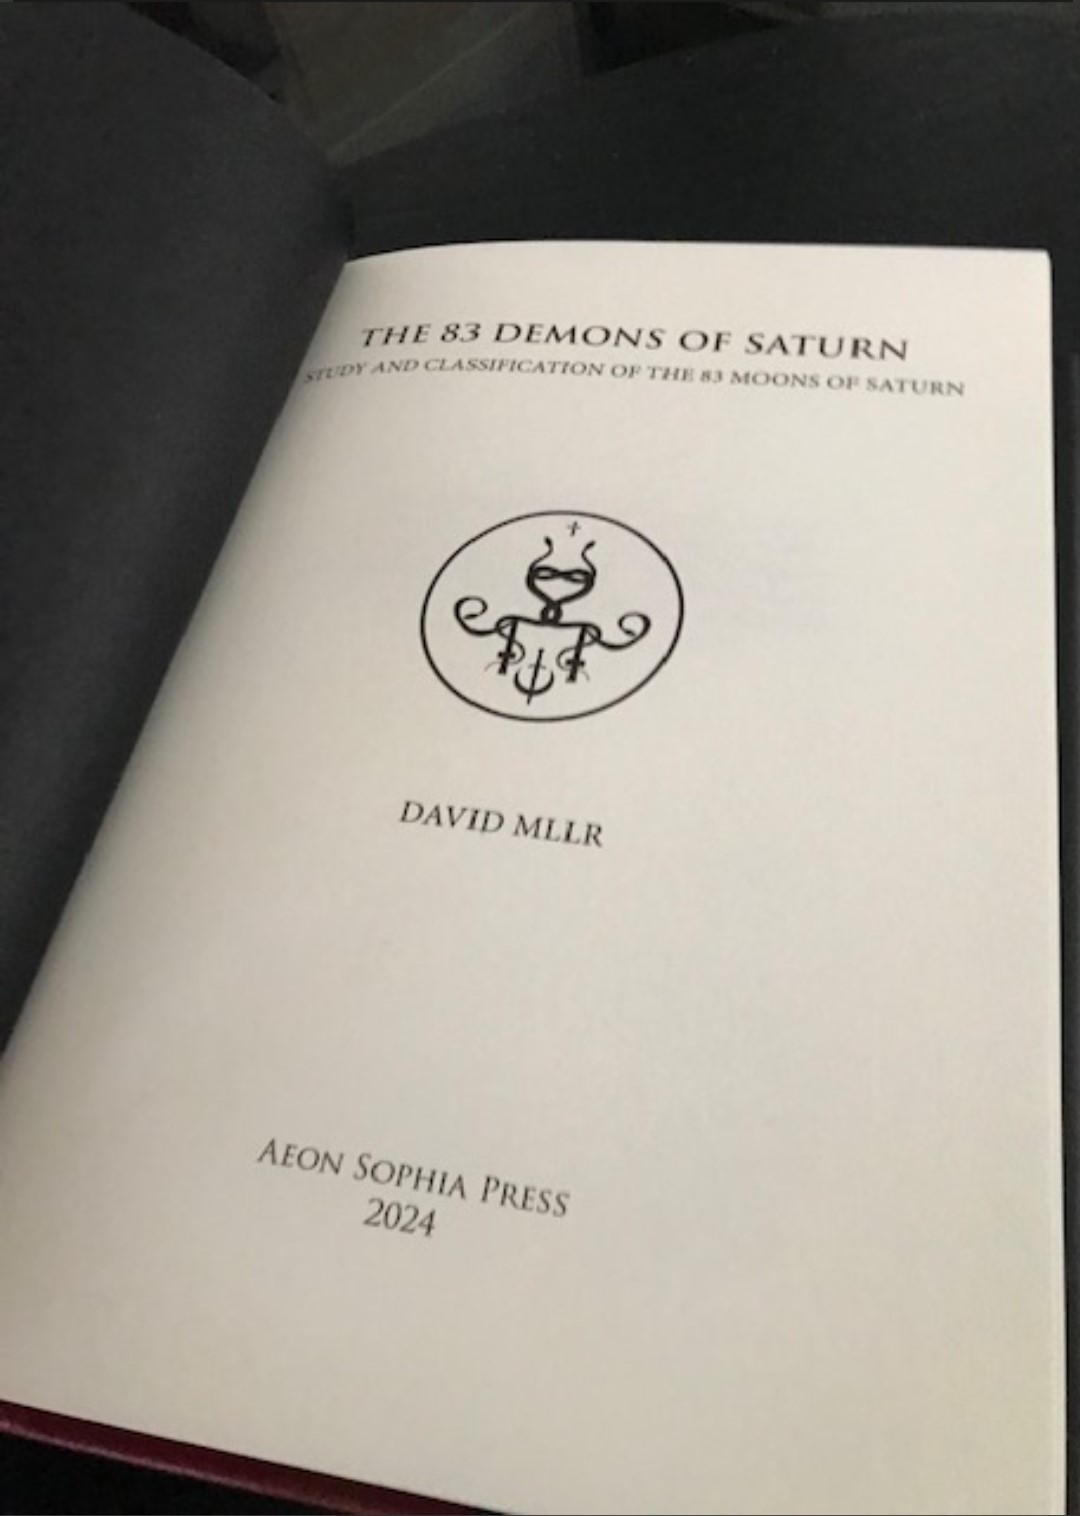 THE 83 DEMONS OF SATURN
STUDY AND CLASSIFICATION OF THE 83 MOONS OF SATURN
DAVID MLLR
AEON SOPHIA PRESS
2024